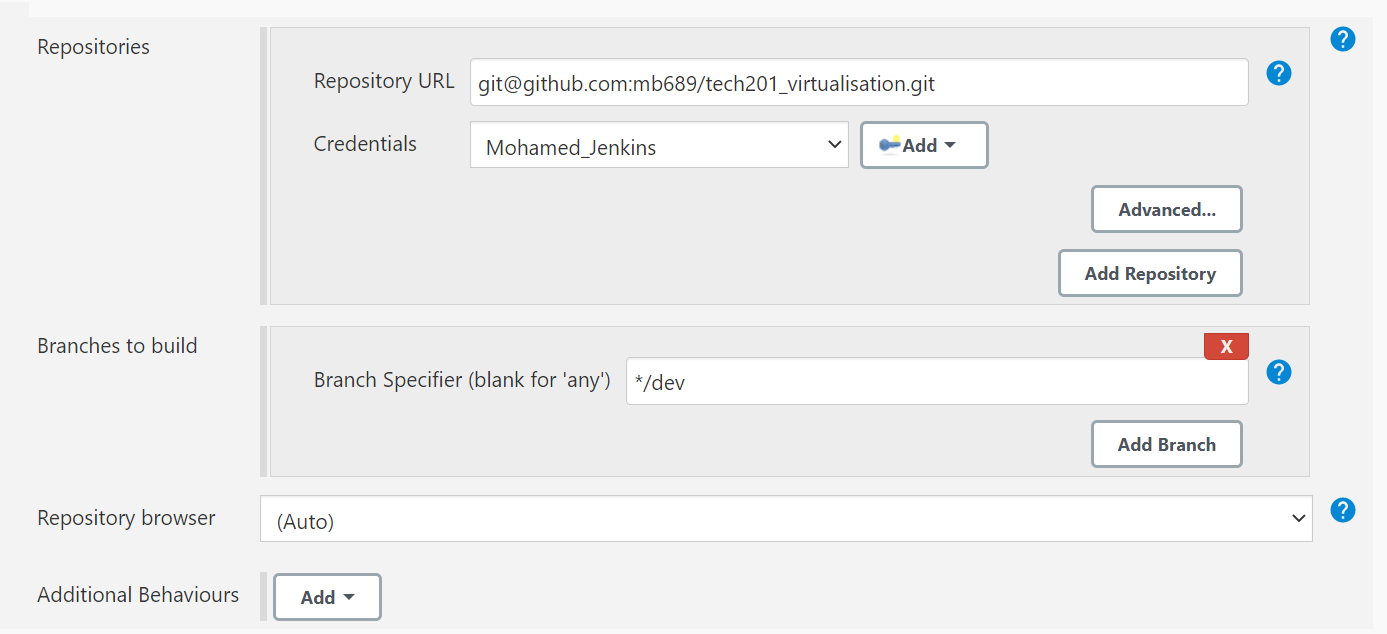 Repositories
?
Repository URL git@github.com:mb689/tech201_virtualisation.git ?
Credentials Mohamed_Jenkins Add
Advanced...
Add Repository
Branches to build
X
Branch Specifier (blank for 'any') */dev ?
Add Branch
Repository browser (Auto) ?
Additional Behaviours Add